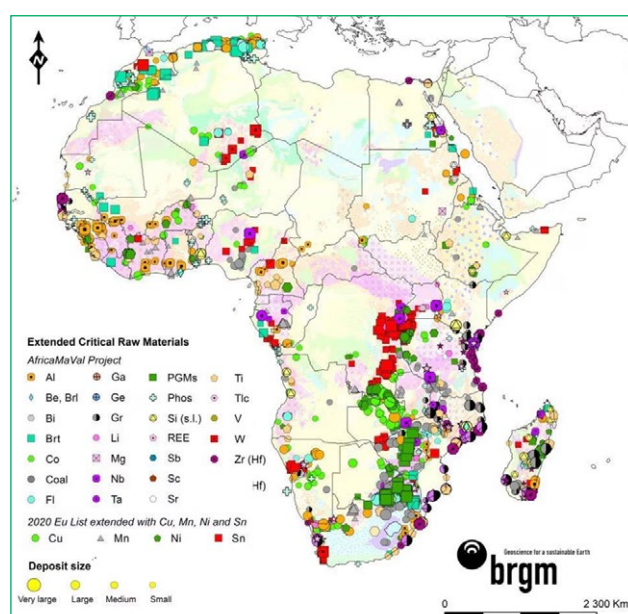 N
Extended Critical Raw Materials
AfricaMaVal Project
Al Ga PGMs Ti
Be, Brl Ge Phos Tlc
Bi Gr Si (s.l.) V
Brt Li REE W
Co Mg Sb Zr (Hf)
Coal Nb Sc Hf)
Fl Ta Sr
2020 Eu List extended with Cu, Mn, Ni and Sn
Cu Mn Ni Sn
Deposit size
Very large Large Medium Small
Geoscience for a sustainable Earth
brgm
0 2 300 Km